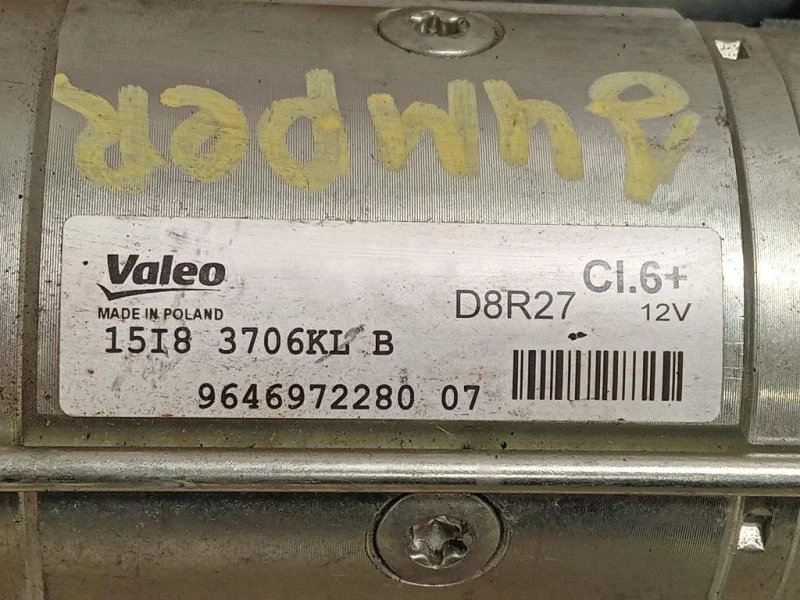 JUMPER
Valeo
MADE IN POLAND
D8R27
Cl.6+
12V
15I8 3706KL B
9646972280 07